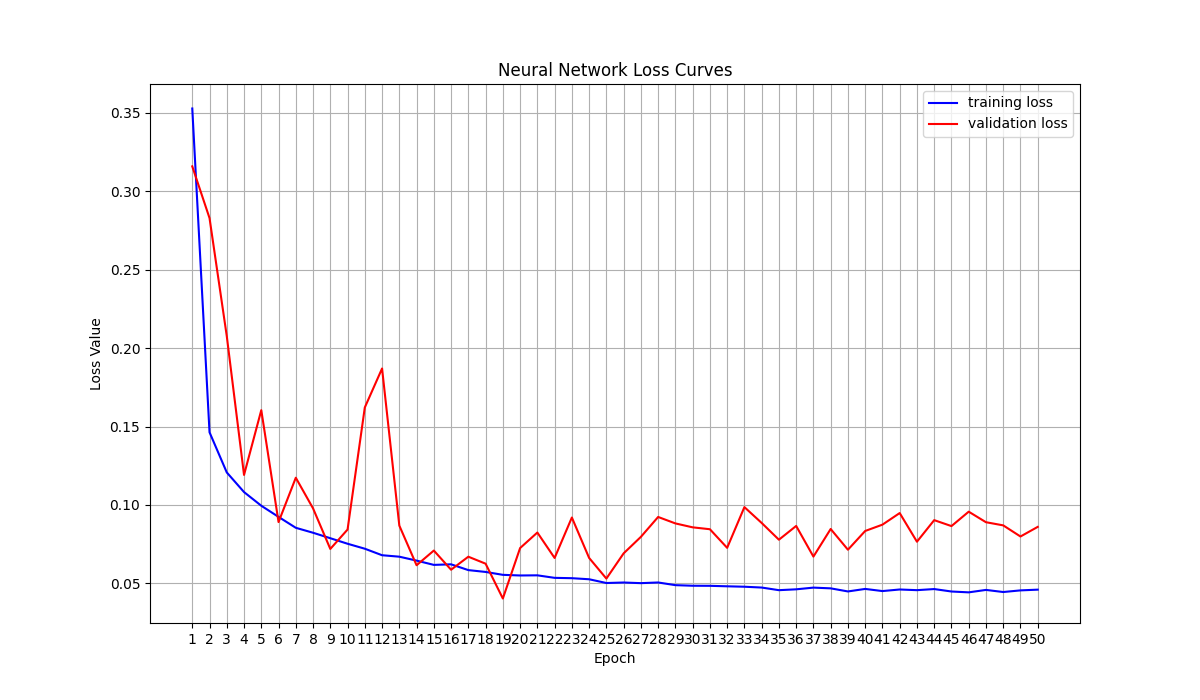 Neural Network Loss Curves
training loss
validation loss
Loss Value
0.35
0.30
0.25
0.20
0.15
0.10
0.05
1 2 3 4 5 6 7 8 9 10 11 12 13 14 15 16 17 18 19 20 21 22 23 24 25 26 27 28 29 30 31 32 33 34 35 36 37 38 39 40 41 42 43 44 45 46 47 48 49 50
Epoch